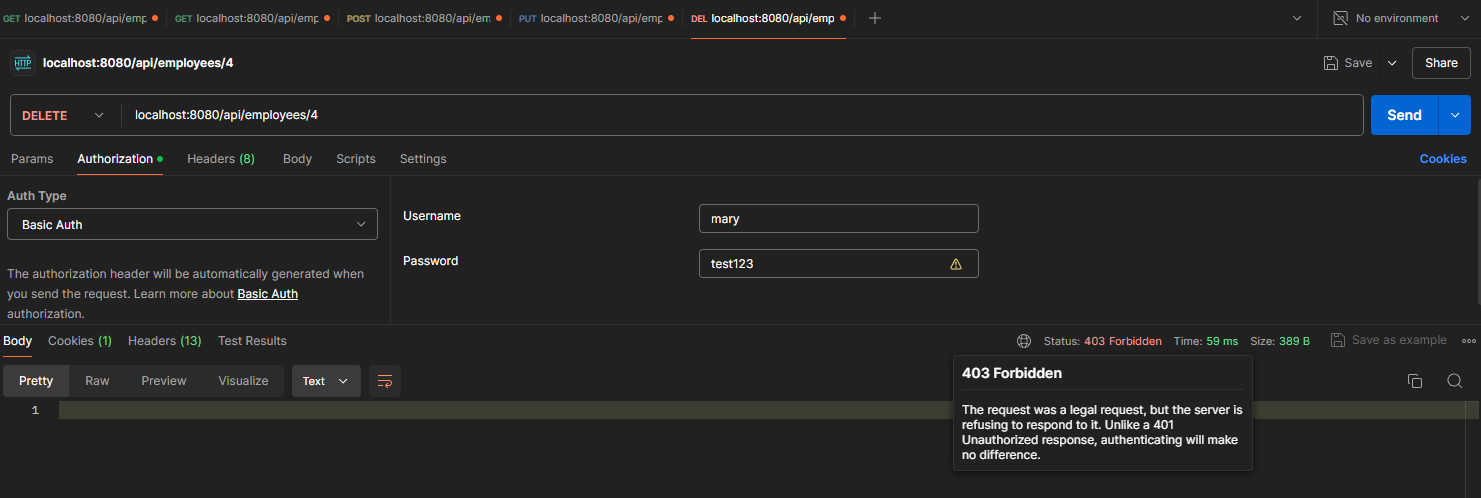 GET localhost:8080/api/emp
GET localhost:8080/api/emp
POST localhost:8080/api/em
PUT localhost:8080/api/emp
DEL localhost:8080/api/emp
No environment
HTTP localhost:8080/api/employees/4
Save
Share
DELETE localhost:8080/api/employees/4
Send
Params Authorization Headers (8) Body Scripts Settings
Cookies
Auth Type
Basic Auth
The authorization header will be automatically generated when
you send the request. Learn more about Basic Auth
authorization.
Username mary
Password test123
Body Cookies (1) Headers (13) Test Results
Status: 403 Forbidden Time: 59 ms Size: 389 B Save as example
Pretty Raw Preview Visualize Text
1
403 Forbidden
The request was a legal request, but the server is
refusing to respond to it. Unlike a 401
Unauthorized response, authenticating will make
no difference.